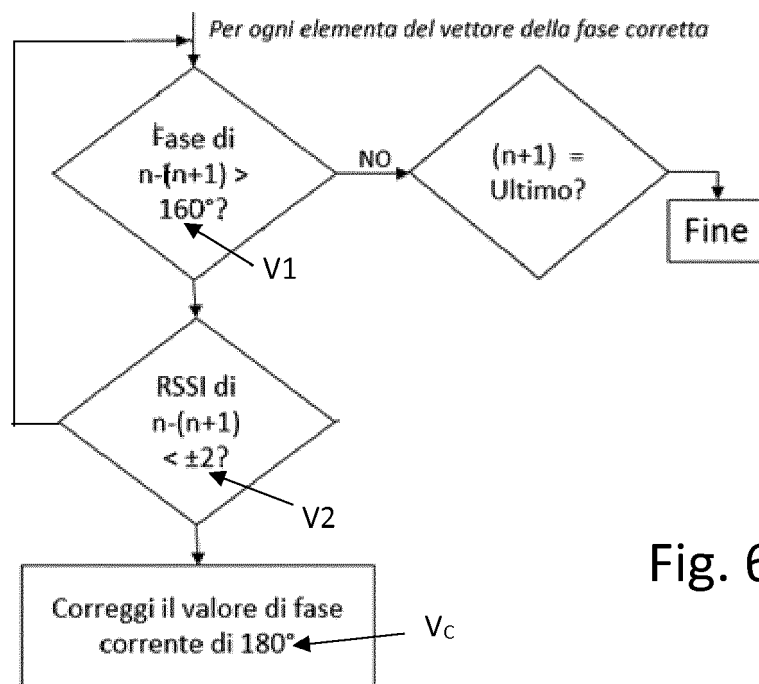 Per ogni elementa del vettore della fase corretta
Fase di
n-(n+1) >
160°?
V1
NO
(n+1) =
Ultimo?
Fine
RSSI di
n-(n+1)
< ±2?
V2
Correggi il valore di fase
corrente di 180°
VC
Fig. 6